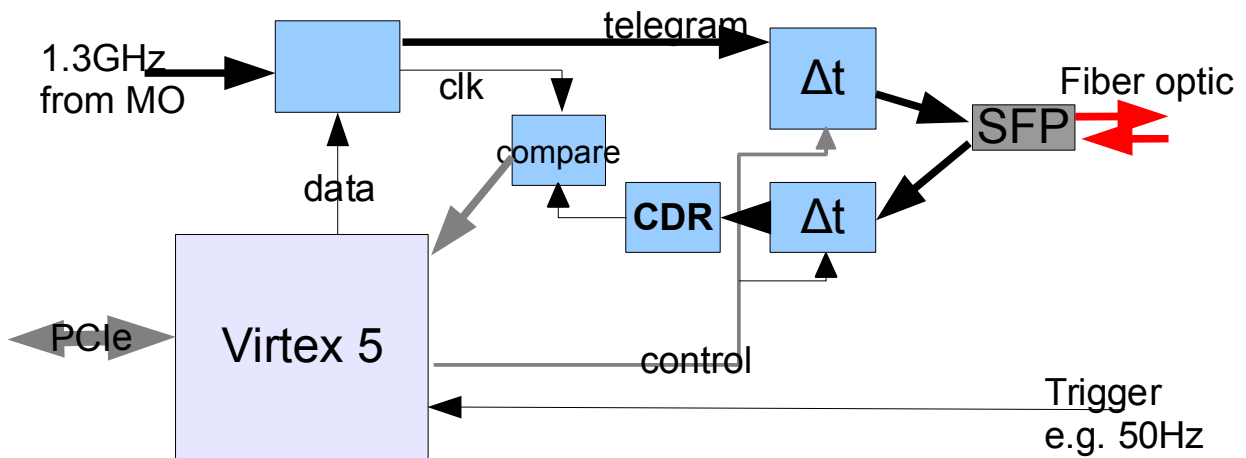 telegram
1.3GHz
from MO
clk
Δt
Fiber optic
SFP
compare
data
CDR
Δt
PCIe
Virtex 5
control
Trigger
e.g. 50Hz